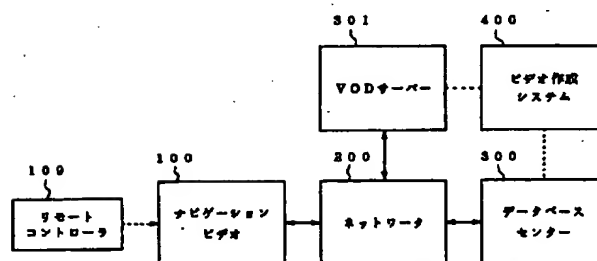 301
400
VODサーバー
ビデオ作成
システム
109
100
200
300
リモート
コントローラ
ナビゲーション
ビデオ
ネットワーク
データベース
センター